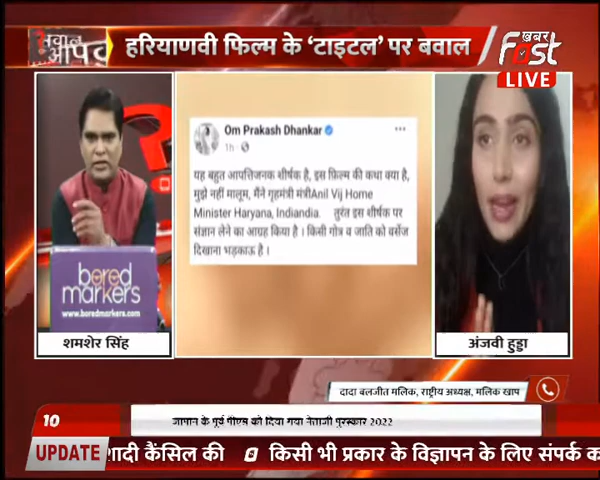 सवाल
आपका
हरियाणवी फिल्म के ‘टाइटल’ पर बवाल
खबर
Fast
LIVE
Om Prakash Dhankar
1h
यह बहुत आपत्तिजनक शीर्षक है, इस फ़िल्म की कथा क्या है,
मुझे नहीं मालूम, मैंने गृहमंत्री मंत्रीAnil Vij Home
Minister Haryana, Indiandia. तुरंत इस शीर्षक पर
संज्ञान लेने का आग्रह किया है । किसी गोत्र व जाति को वर्सेज
दिखाना भड़काऊ है ।
bored
markers
www.boredmarkers.com
शमशेर सिंह
अंजवी हुड्डा
दादा बलजीत मलिक, राष्ट्रीय अध्यक्ष, मलिक खाप
10
जापान के पूर्व पीएम को दिया गया नेताजी पुरस्कार 2022
UPDATE
शादी कैंसिल की किसी भी प्रकार के विज्ञापन के लिए संपर्क क